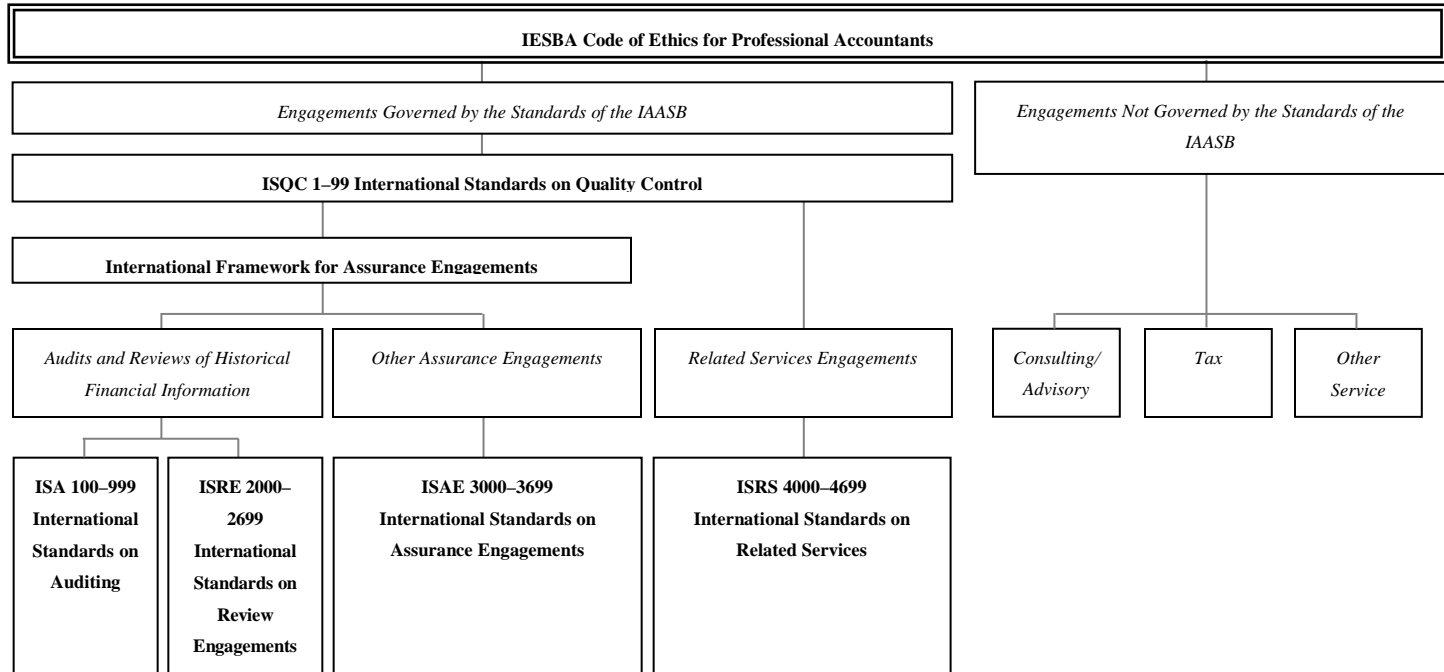 IESBA Code of Ethics for Professional Accountants
Engagements Governed by the Standards of the IAASB
Engagements Not Governed by the Standards of the
IAASB
ISQC 1–99 International Standards on Quality Control
International Framework for Assurance Engagements
Audits and Reviews of Historical
Financial Information
Other Assurance Engagements
Related Services Engagements
Consulting/
Advisory
Tax
Other
Service
ISA 100–999
International
Standards on
Auditing
ISRE 2000–
2699
International
Standards on
Review
Engagements
ISAE 3000–3699
International Standards on
Assurance Engagements
ISRS 4000–4699
International Standards on
Related Services